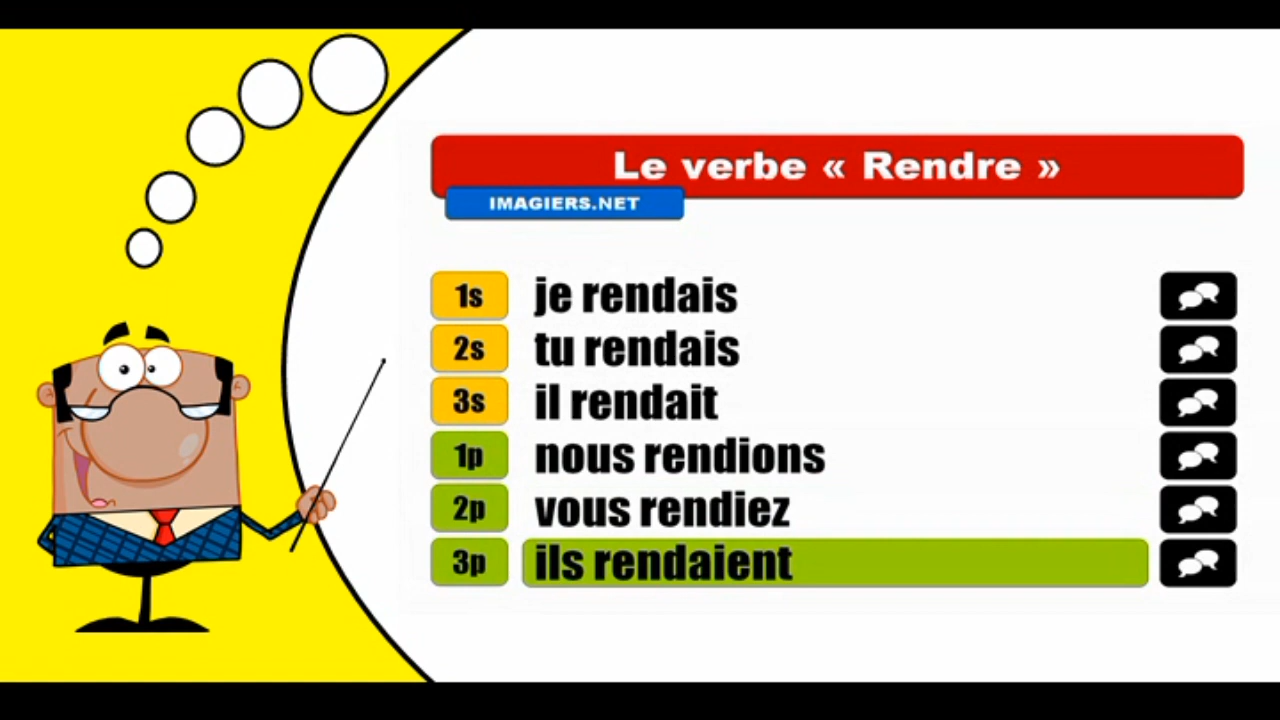 Le verbe « Rendre »
IMAGIERS.NET
1s je rendais
2s tu rendais
3s il rendait
1p nous rendions
2p vous rendiez
3p ils rendaient